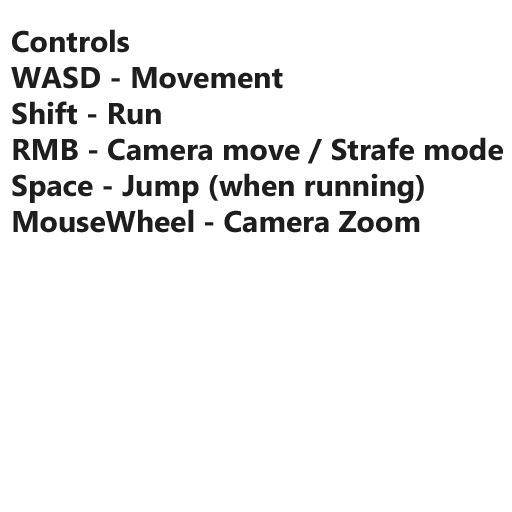 Controls
WASD - Movement
Shift - Run
RMB - Camera move / Strafe mode
Space - Jump (when running)
MouseWheel - Camera Zoom